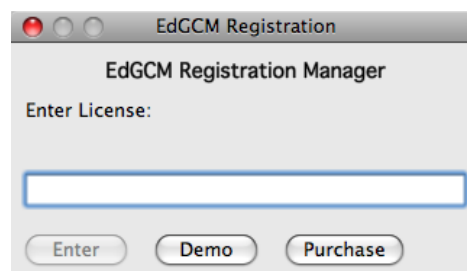 EdGCM Registration
EdGCM Registration Manager
Enter License:
Enter Demo Purchase